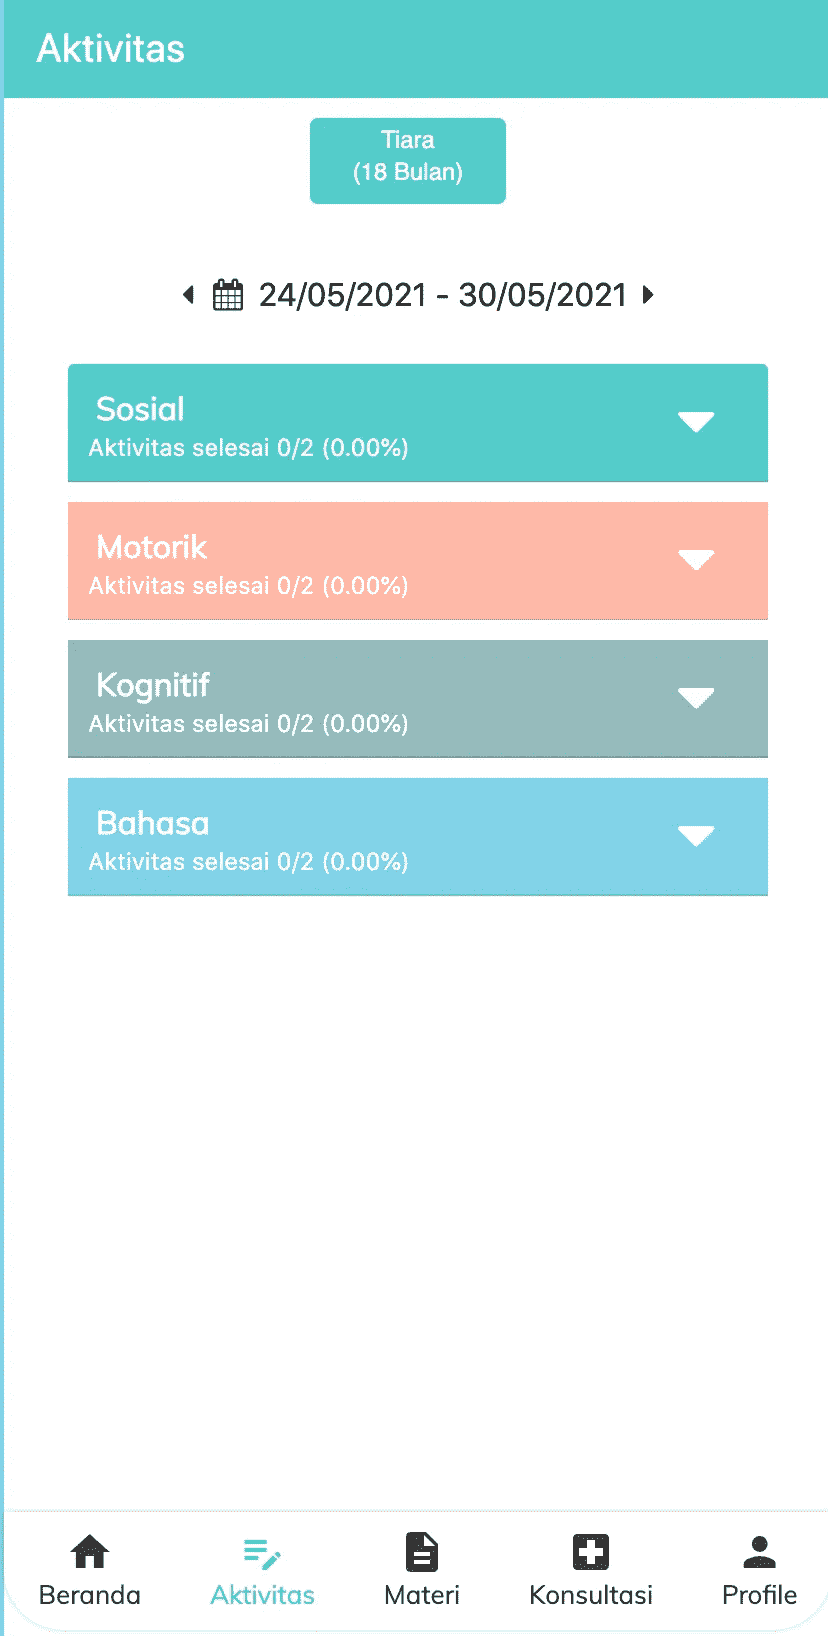 Aktivitas
Tiara
(18 Bulan)
24/05/2021 - 30/05/2021
Sosial
Aktivitas selesai 0/2 (0.00%)
Motorik
Aktivitas selesai 0/2 (0.00%)
Kognitif
Aktivitas selesai 0/2 (0.00%)
Bahasa
Aktivitas selesai 0/2 (0.00%)
Beranda Aktivitas Materi Konsultasi Profile